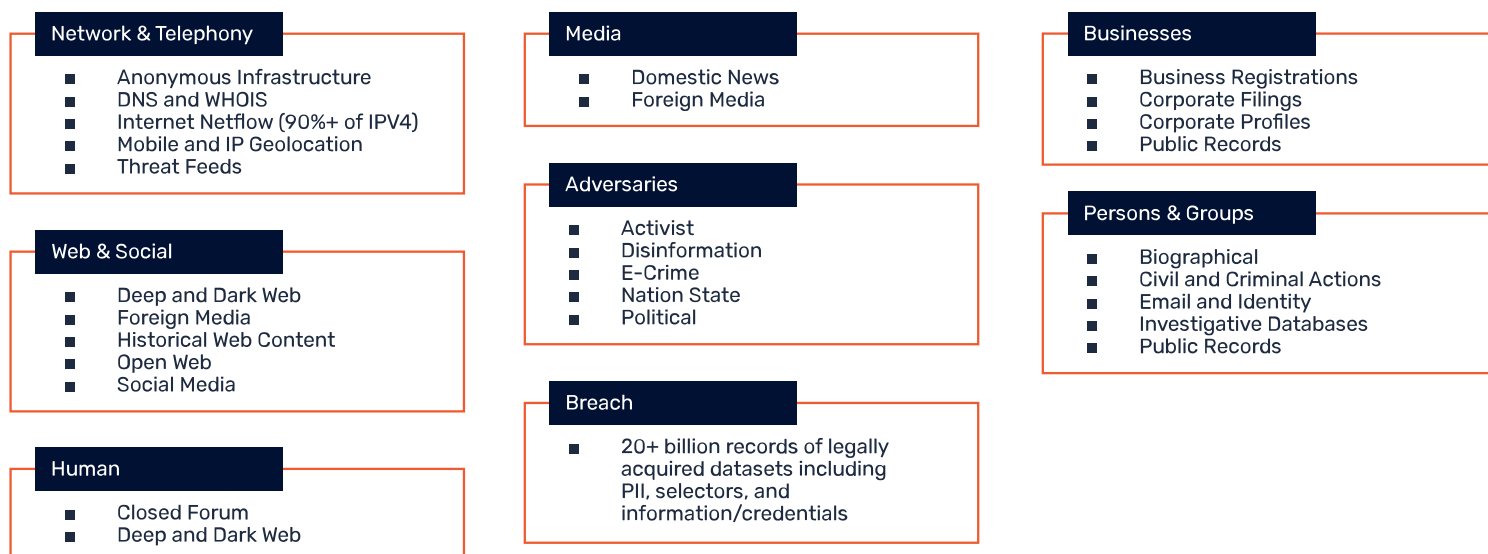 Network & Telephony
Anonymous Infrastructure
DNS and WHOIS
Internet Netflow (90%+ of IPV4)
Mobile and IP Geolocation
Threat Feeds
Web & Social
Deep and Dark Web
Foreign Media
Historical Web Content
Open Web
Social Media
Human
Closed Forum
Deep and Dark Web
Media
Domestic News
Foreign Media
Adversaries
Activist
Disinformation
E-Crime
Nation State
Political
Breach
20+ billion records of legally
acquired datasets including
PII, selectors, and
information/credentials
Businesses
Business Registrations
Corporate Filings
Corporate Profiles
Public Records
Persons & Groups
Biographical
Civil and Criminal Actions
Email and Identity
Investigative Databases
Public Records